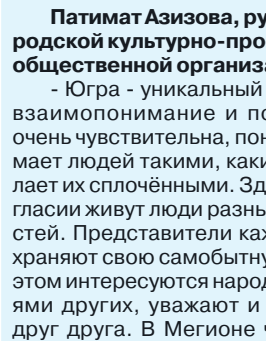 Патимат Азизова, ру
родской культурно-про
общественной организа
- Югра - уникальный
взаимопонимание и по
очень чувствительна, пон
мает людей такими, каки
лает их сплочёнными. Зд
гласии живут люди разны
стей. Представители каж
храняют свою самобытну
этом интересуются народ
ями других, уважают и
друг друга. В Мегионе ч